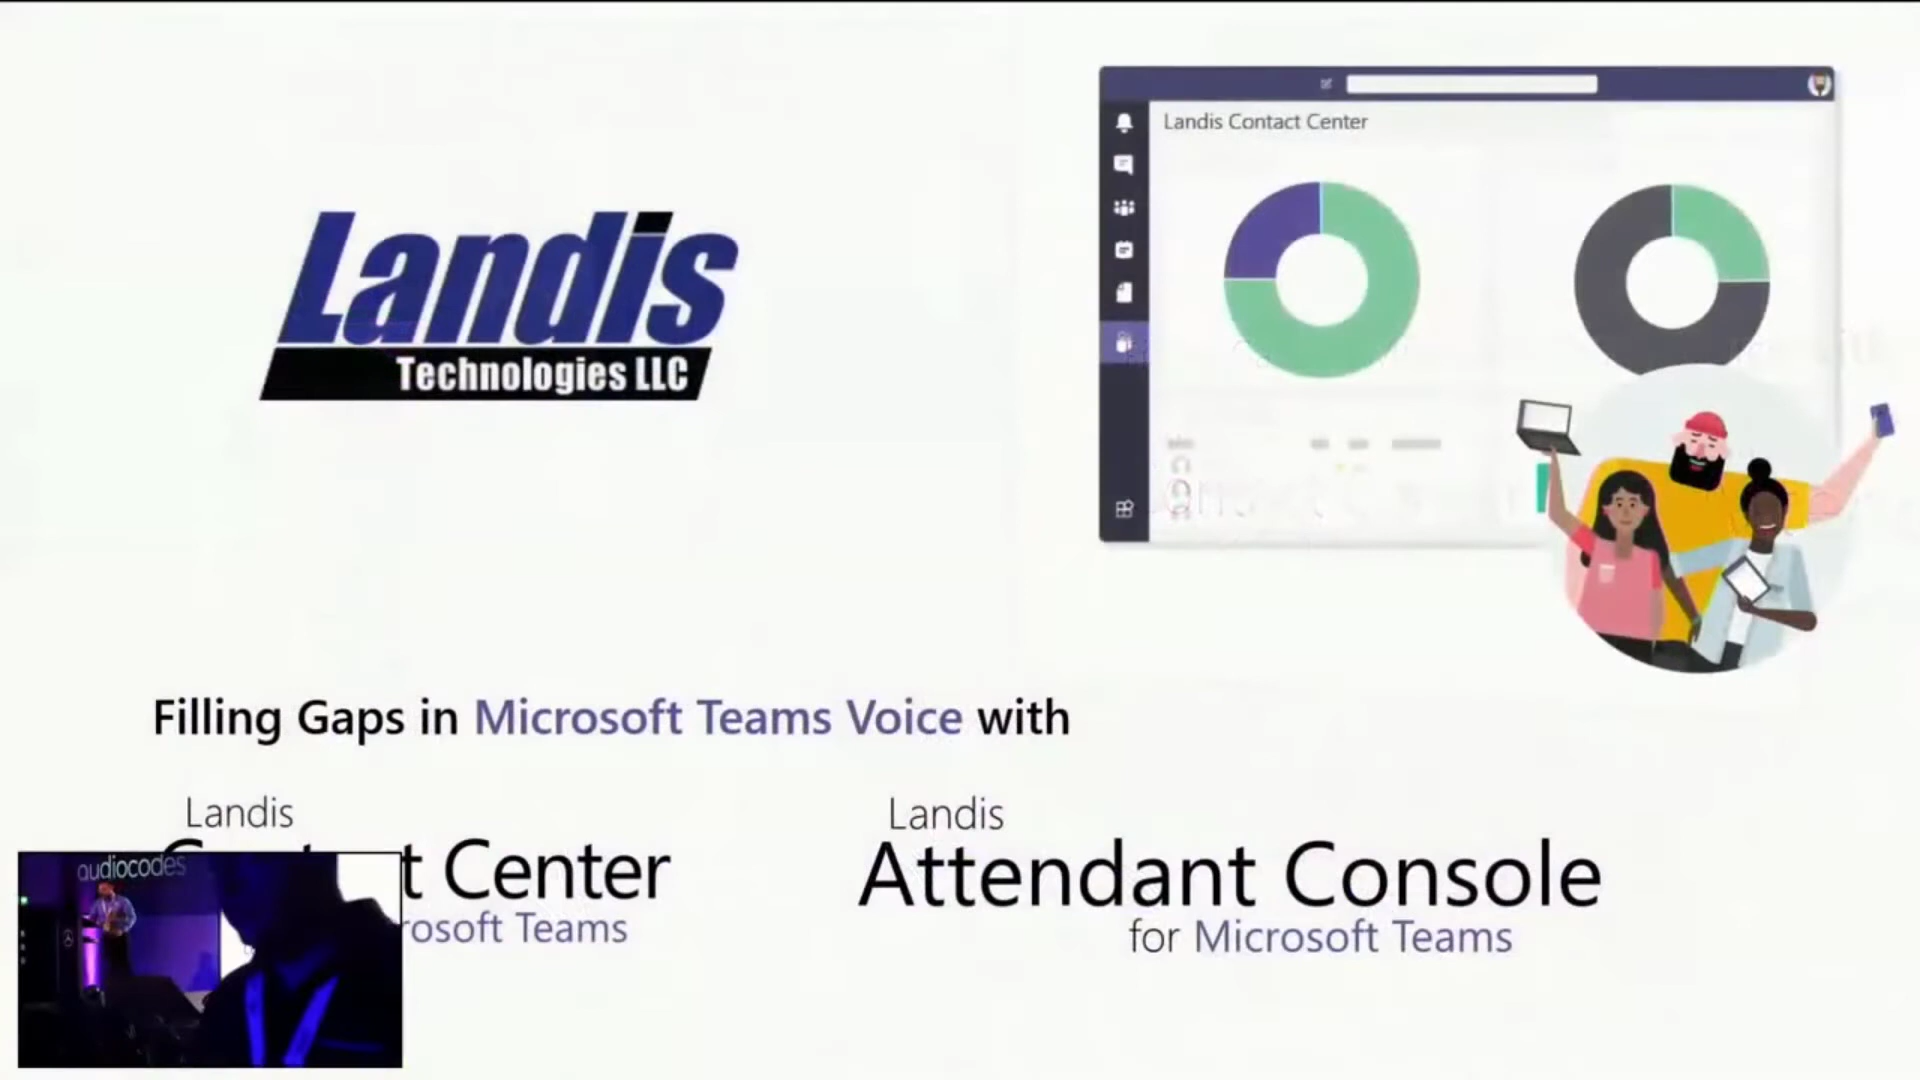 Landis
Technologies LLC
Landis Contact Center
Filling Gaps in Microsoft Teams Voice with
Landis
Center
Microsoft Teams
Landis
Attendant Console
for Microsoft Teams
audiocodes